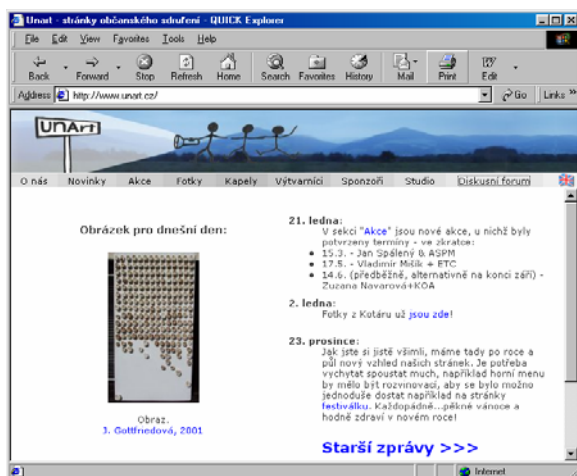 Unart - stránky občanského sdružení - QUICK Explorer
File Edit View Favorites Tools Help
Back Forward Stop Refresh Home Search Favorites History Mail Print Edit
Address http://www.unart.cz/ Go Links »
UNArt
O nás Novinky Akce Fotky Kapely Výtvarníci Sponzoři Studio Diskusní forum
Obrázek pro dnešní den:
Obraz.
J. Gottfriedová, 2001
21. ledna:
V sekci "Akce" jsou nové akce, u nichž byly
potvrzeny termíny - ve zkratce:
• 15.3. - Jan Spálený & ASPM
• 17.5. - Vladimír Mišík + ETC
• 14.6. (předběžně, alternativně na konci září) -
Zuzana Navarová+KOA
2. ledna:
Fotky z Kotáru už jsou zde!
23. prosince:
Jak jste si jistě všimli, máme tady po roce a
půl nový vzhled našich stránek. Je potřeba
vychytat spoustat much, například horní menu
by mělo být rozvinovací, aby se bylo možno
jednoduše dostat například na stránky
festiválku. Každopádně...pěkné vánoce a
hodně zdraví v novém roce!
Starší zprávy >>>
Internet